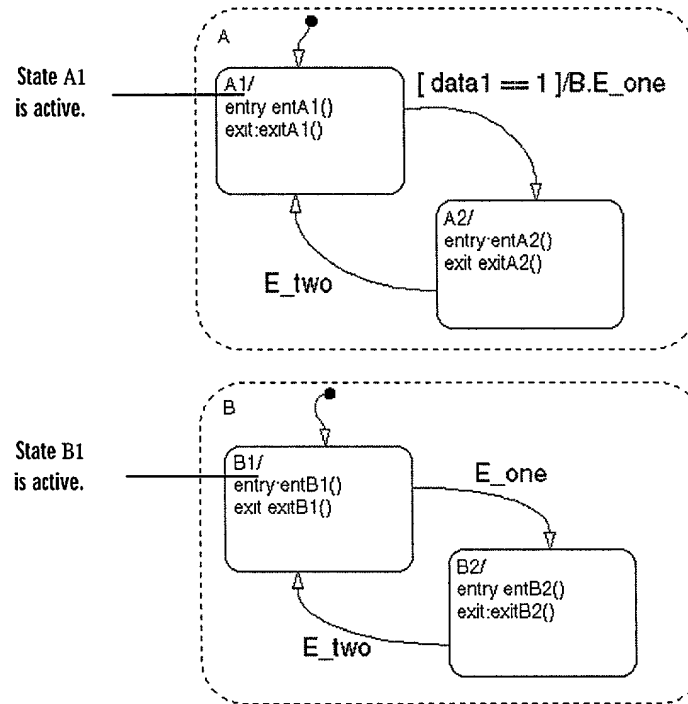 A
State A1
is active.
A1/
entry entA1()
exit:exitA1()
[ data1 == 1 ]/B.E_one
A2/
entry·entA2()
exit exitA2()
E_two
B
State B1
is active.
B1/
entry·entB1()
exit exitB1()
E_one
B2/
entry entB2()
exit:exitB2()
E_two